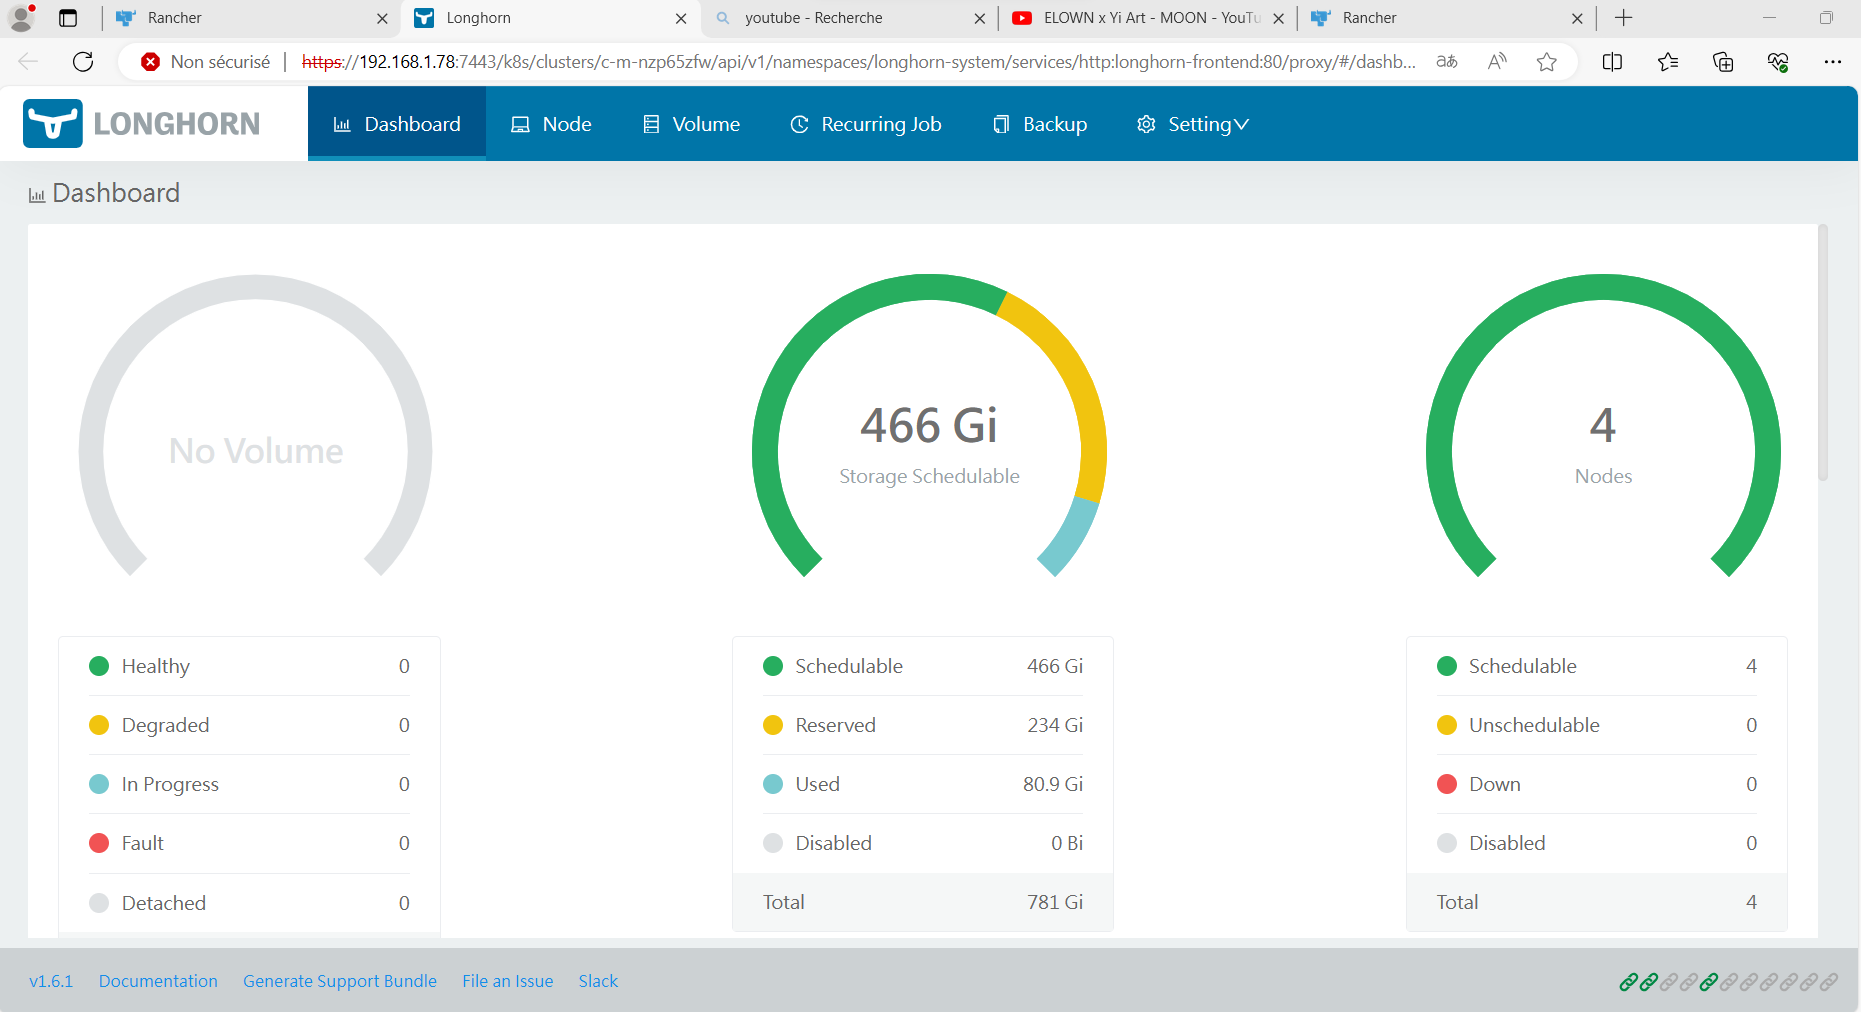 Rancher
Longhorn
youtube - Recherche
ELOWN x Yi Art - MOON - YouTu
Rancher
Non sécurisé
https://192.168.1.78:7443/k8s/clusters/c-m-nzp65zfw/api/v1/namespaces/longhorn-system/services/http:longhorn-frontend:80/proxy/#/dashb...
LONGHORN
Dashboard
Node
Volume
Recurring Job
Backup
Setting
Dashboard
No Volume
466 Gi
Storage Schedulable
4
Nodes
Healthy 0
Degraded 0
In Progress 0
Fault 0
Detached 0
Schedulable 466 Gi
Reserved 234 Gi
Used 80.9 Gi
Disabled 0 Bi
Total 781 Gi
Schedulable 4
Unschedulable 0
Down 0
Disabled 0
Total 4
v1.6.1 Documentation Generate Support Bundle File an Issue Slack